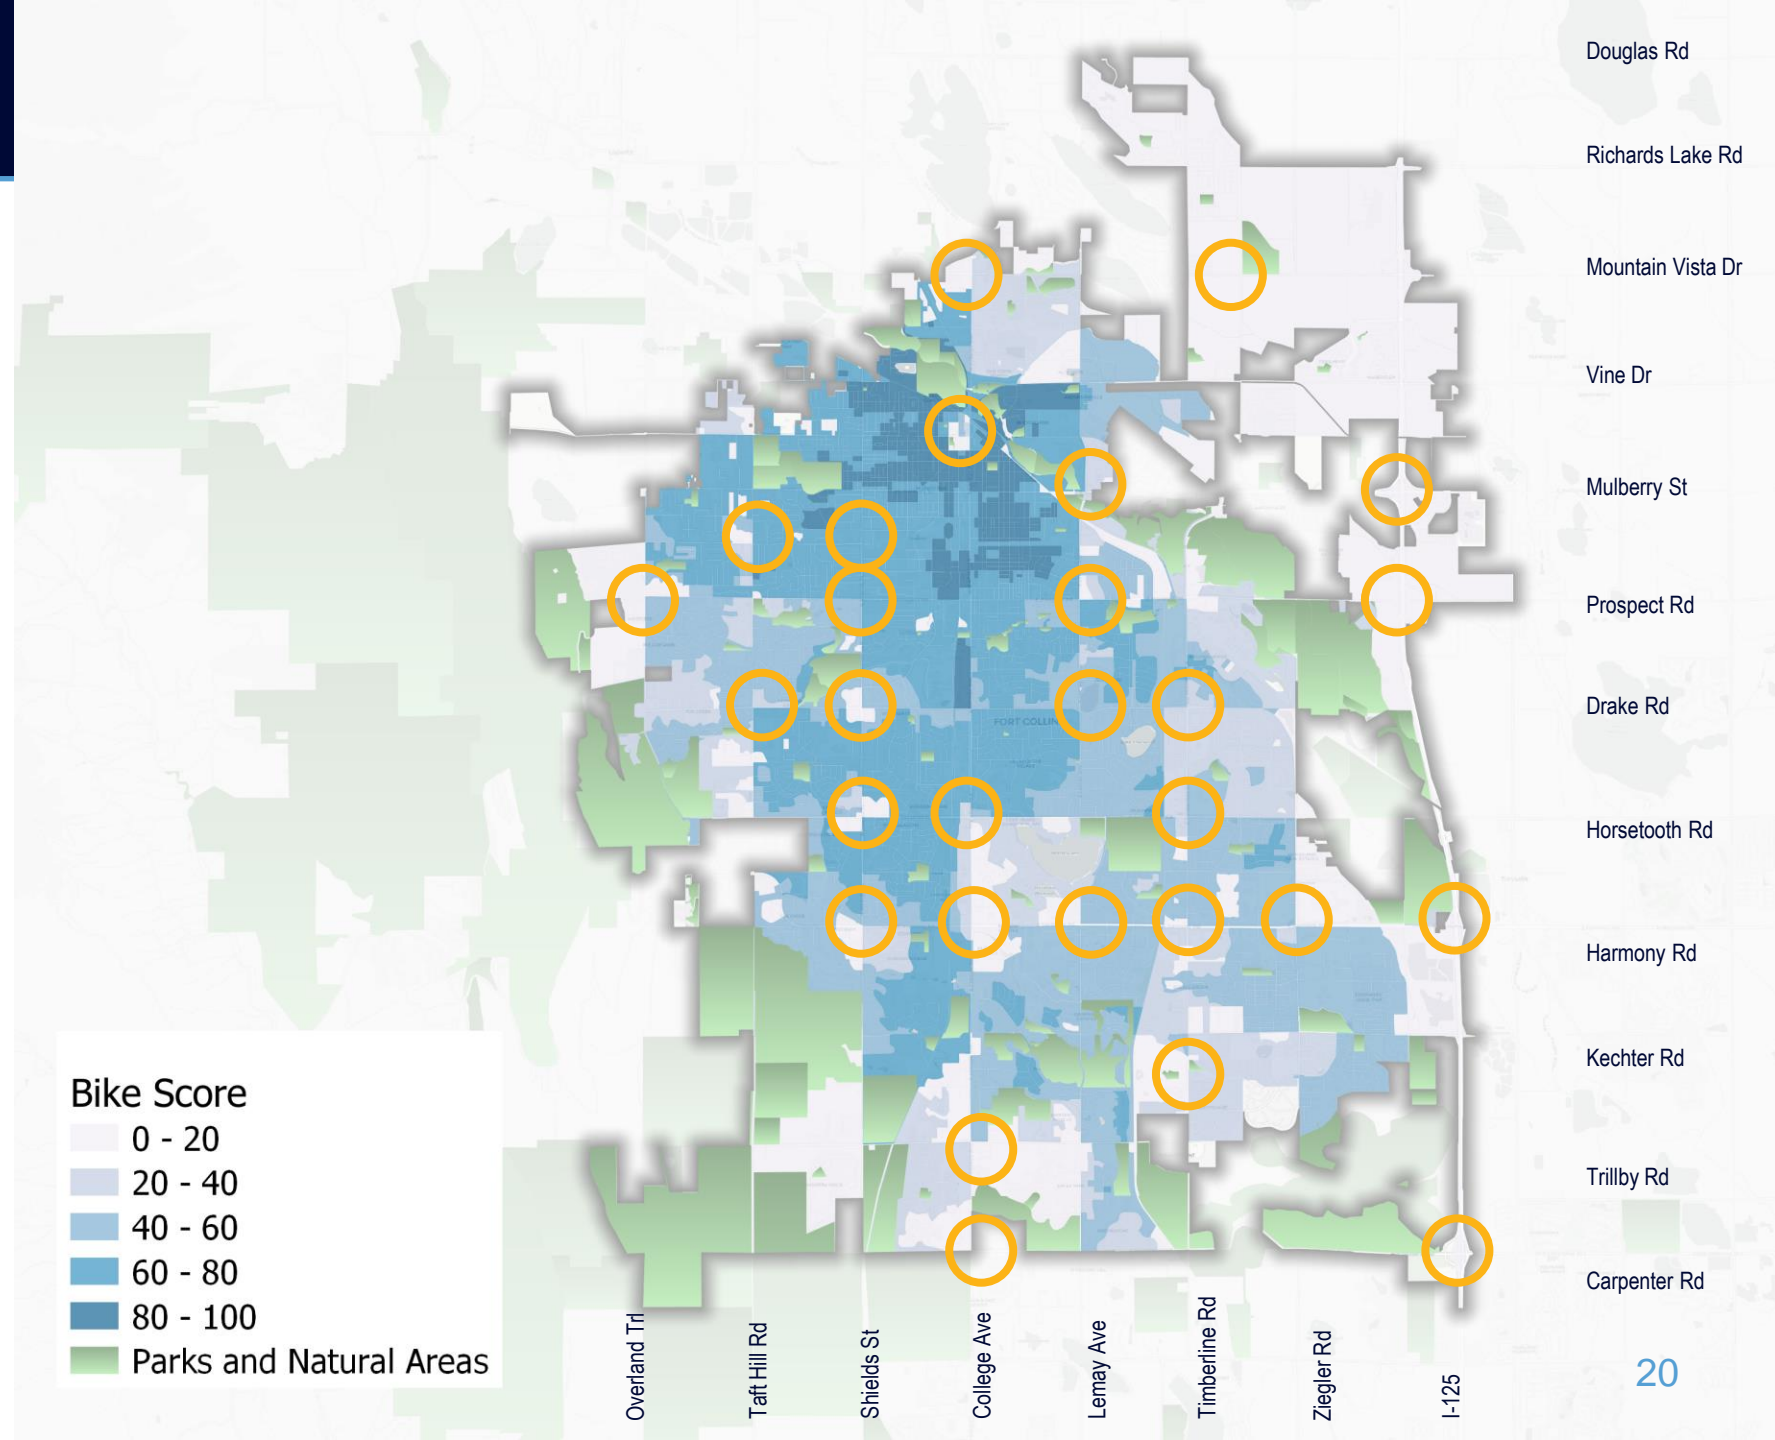 Douglas Rd
Richards Lake Rd
Mountain Vista Dr
Vine Dr
Mulberry St
Prospect Rd
Drake Rd
Horsetooth Rd
Harmony Rd
Kechter Rd
Trillby Rd
Carpenter Rd
FORT COLLIN
Bike Score
0 - 20
20 - 40
40 - 60
60 - 80
80 - 100
Parks and Natural Areas
Overland Trl
Taft Hill Rd
Shields St
College Ave
Lemay Ave
Timberline Rd
Ziegler Rd
I-125
20